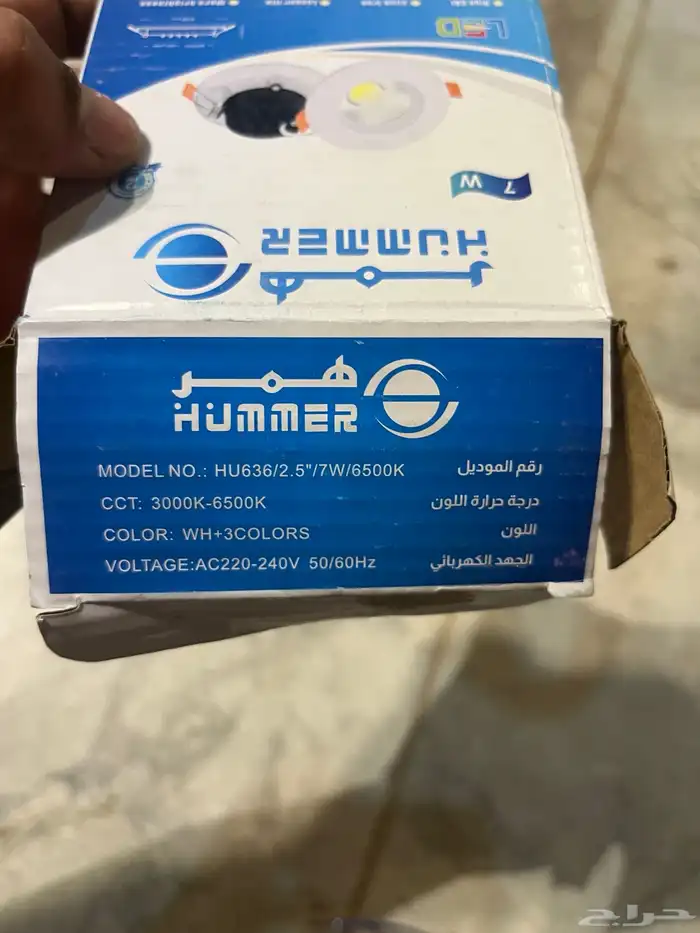 LED
7 W
HUMMER
همر
همر
HUMMER
MODEL NO.: HU636/2.5"/7W/6500K رقم الموديل
CCT: 3000K-6500K درجة حرارة اللون
COLOR: WH+3COLORS اللون
VOLTAGE:AC220-240V 50/60Hz الجهد الكهربائي
حراج